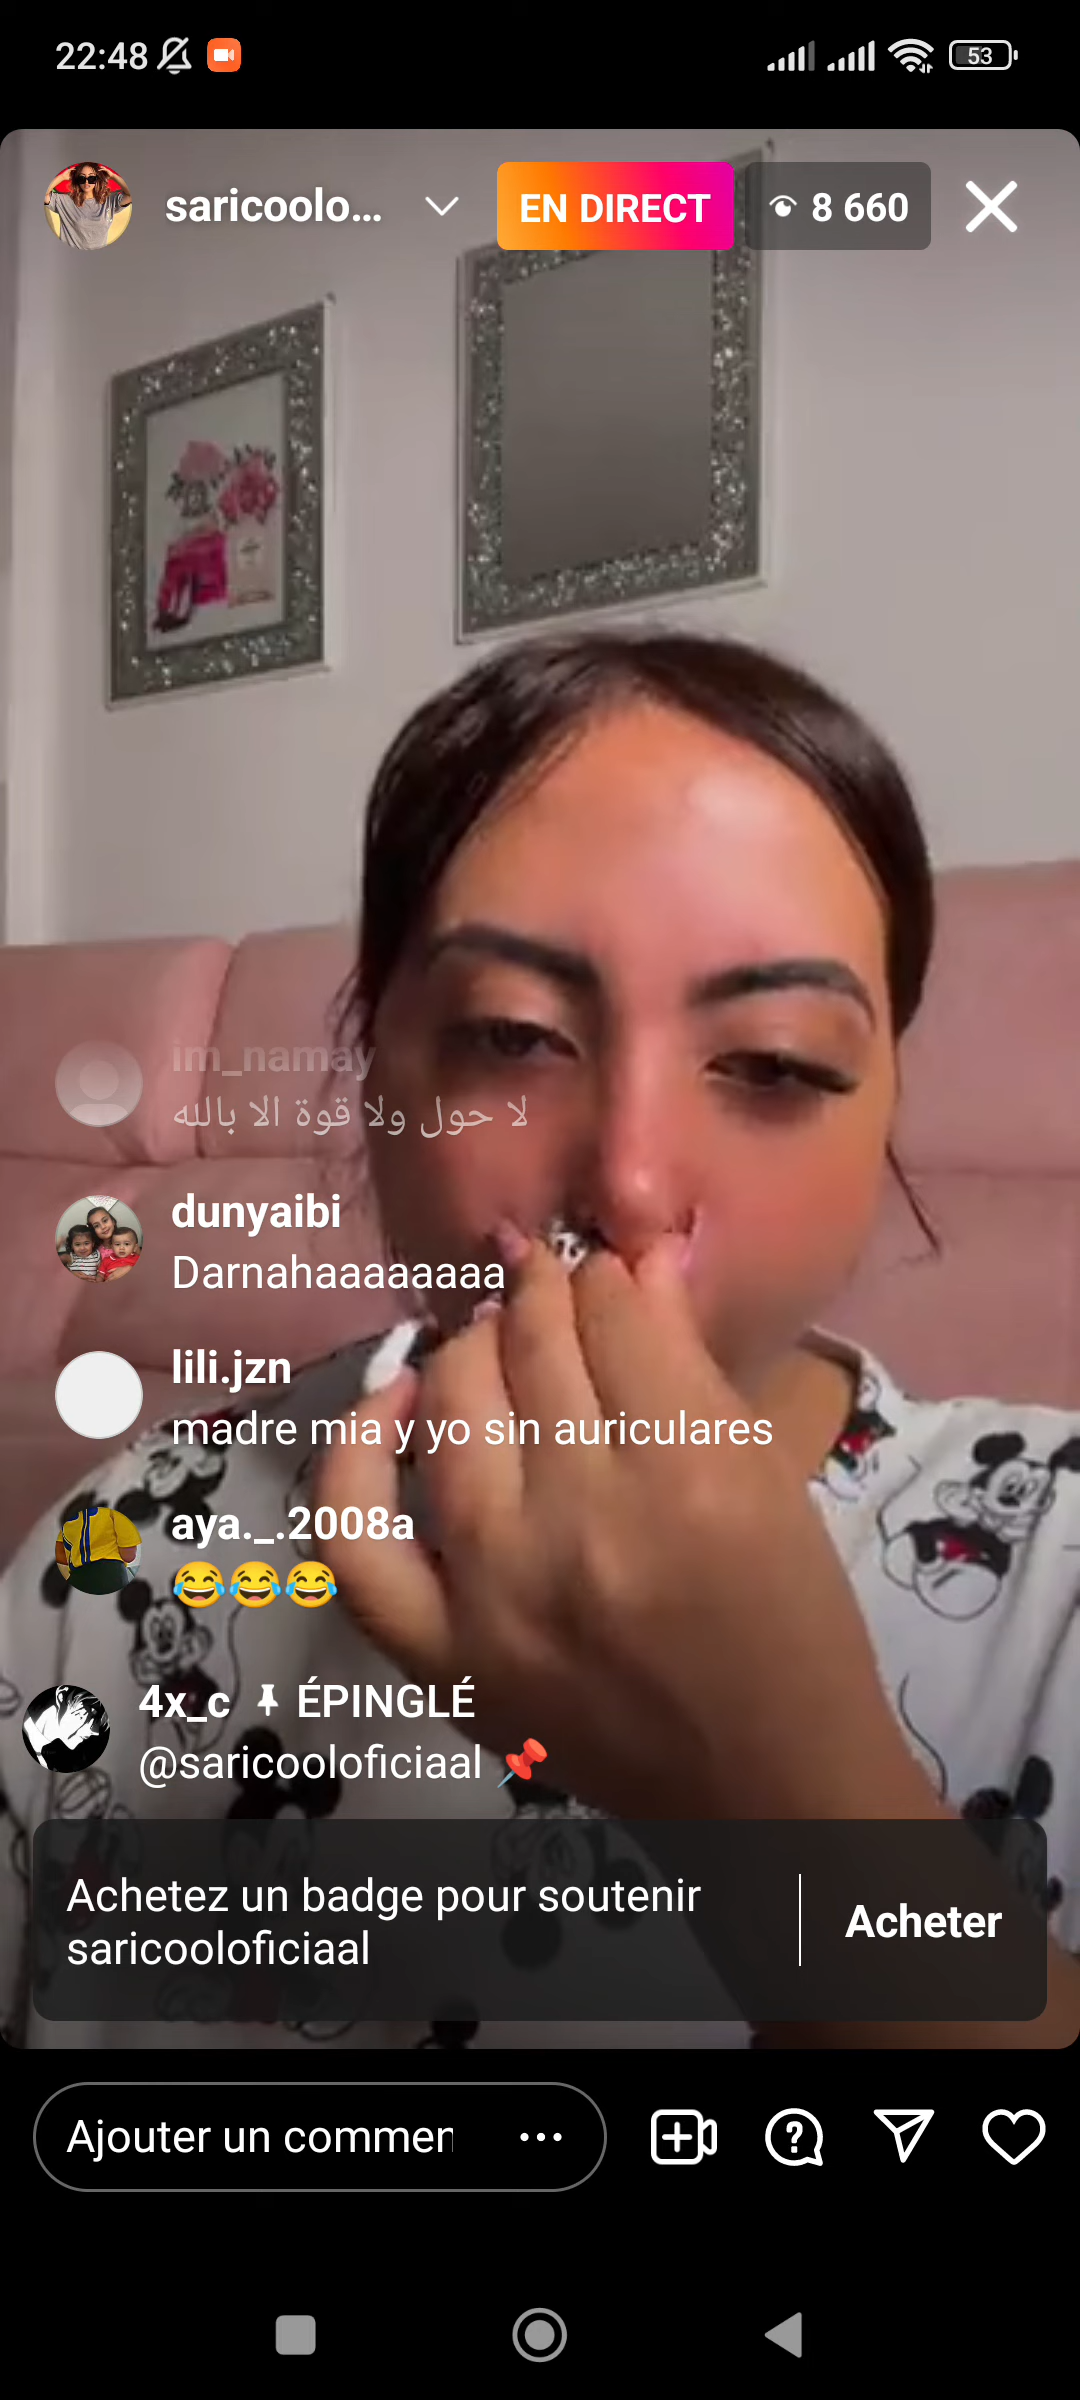 22:48
53
saricoolo...
EN DIRECT
8 660
im_namay
لا حول ولا قوة الا بالله
dunyaibi
Darnahaaaaaaaa
lili.jzn
madre mia y yo sin auriculares
aya._.2008a
😂😂😂
4x_c ÉPINGLÉ
@saricooloficiaal 📌
Achetez un badge pour soutenir
saricooloficiaal
Acheter
Ajouter un commen